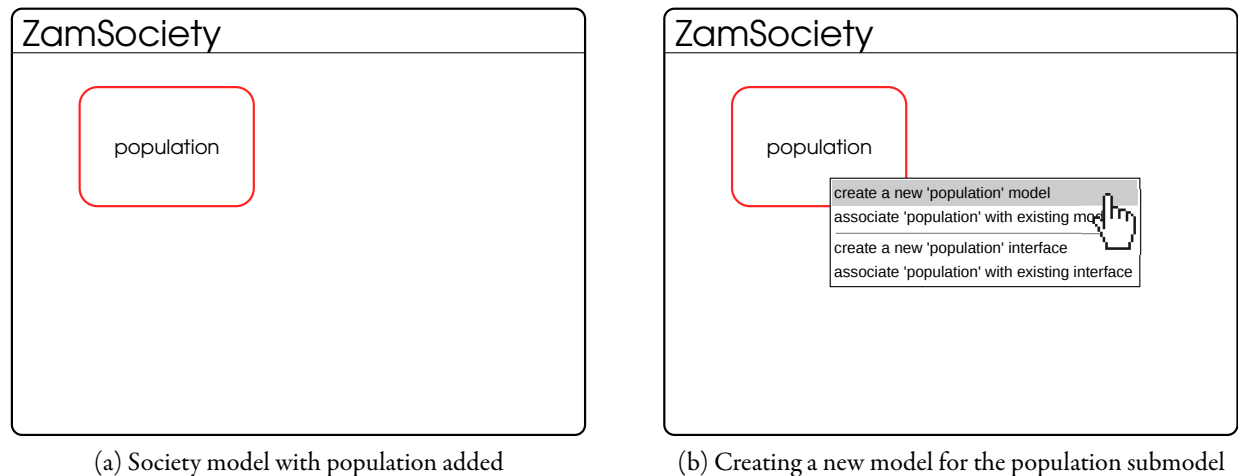 ZamSociety
population
(a) Society model with population added
ZamSociety
population
create a new 'population' model
associate 'population' with existing mod
create a new 'population' interface
associate 'population' with existing interface
(b) Creating a new model for the population submodel